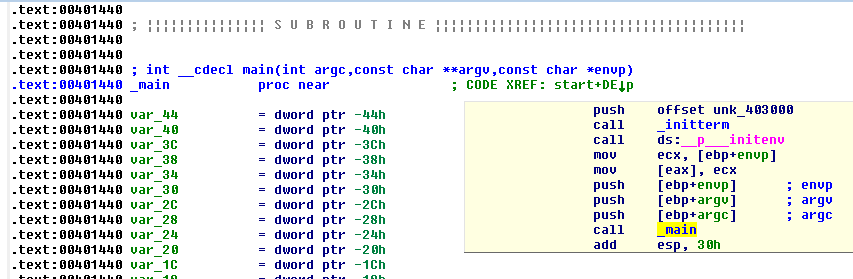 .text:00401440
.text:00401440 ; ¦¦¦¦¦¦¦¦¦¦¦¦¦¦¦ S U B R O U T I N E ¦¦¦¦¦¦¦¦¦¦¦¦¦¦¦¦¦¦¦¦¦¦¦¦¦¦¦¦¦¦¦¦¦¦¦¦¦¦¦
.text:00401440
.text:00401440
.text:00401440 ; int __cdecl main(int argc,const char **argv,const char *envp)
.text:00401440 _main proc near ; CODE XREF: start+DE↓p
.text:00401440
.text:00401440 var_44 = dword ptr -44h
.text:00401440 var_40 = dword ptr -40h
.text:00401440 var_3C = dword ptr -3Ch
.text:00401440 var_38 = dword ptr -38h
.text:00401440 var_34 = dword ptr -34h
.text:00401440 var_30 = dword ptr -30h
.text:00401440 var_2C = dword ptr -2Ch
.text:00401440 var_28 = dword ptr -28h
.text:00401440 var_24 = dword ptr -24h
.text:00401440 var_20 = dword ptr -20h
.text:00401440 var_1C = dword ptr -1Ch
push offset unk_403000
call _initterm
call ds:__p___initenv
mov ecx, [ebp+envp]
mov [eax], ecx
push [ebp+envp] ; envp
push [ebp+argv] ; argv
push [ebp+argc] ; argc
call _main
add esp, 30h